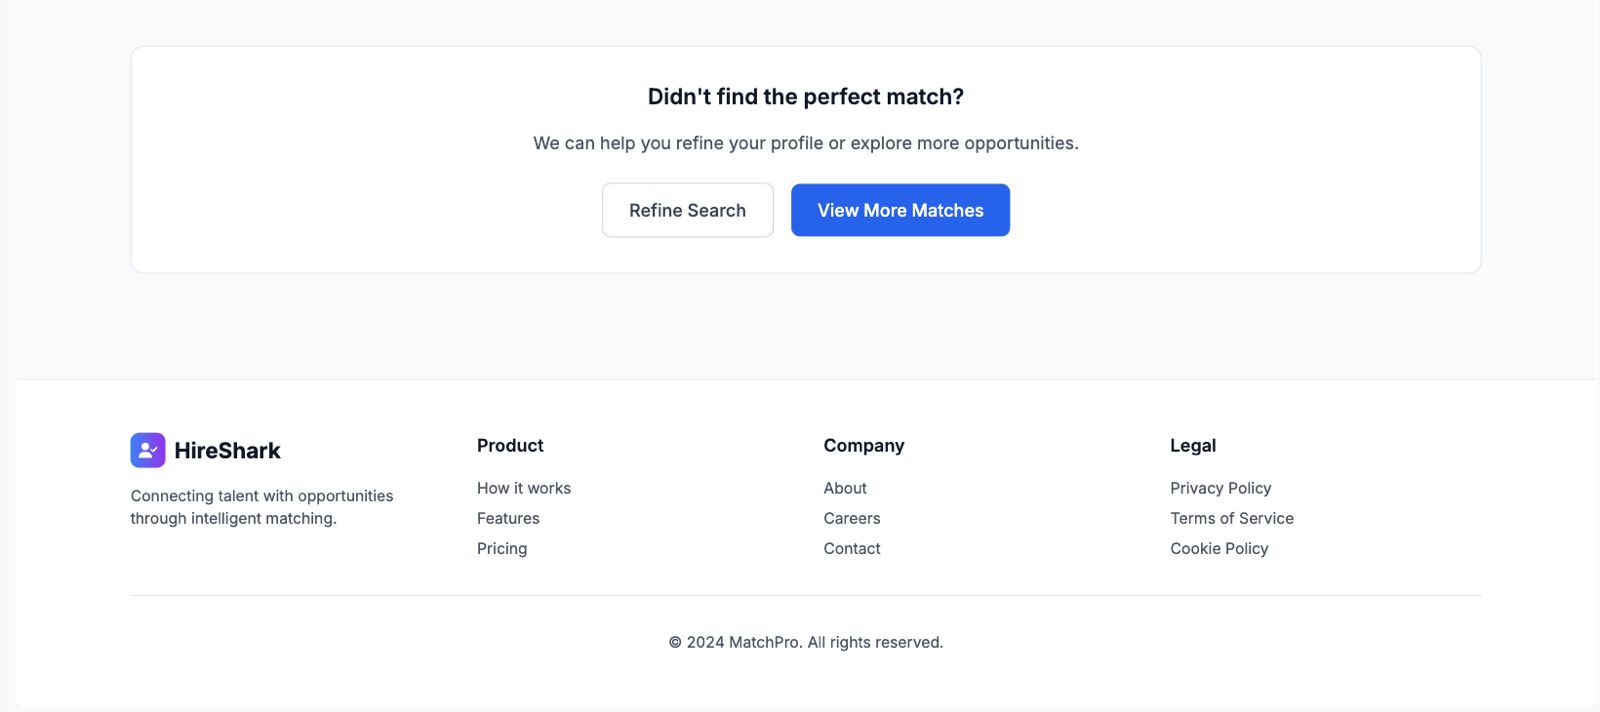 Didn't find the perfect match?
We can help you refine your profile or explore more opportunities.
Refine Search
View More Matches
HireShark
Connecting talent with opportunities
through intelligent matching.
Product
How it works
Features
Pricing
Company
About
Careers
Contact
Legal
Privacy Policy
Terms of Service
Cookie Policy
© 2024 MatchPro. All rights reserved.